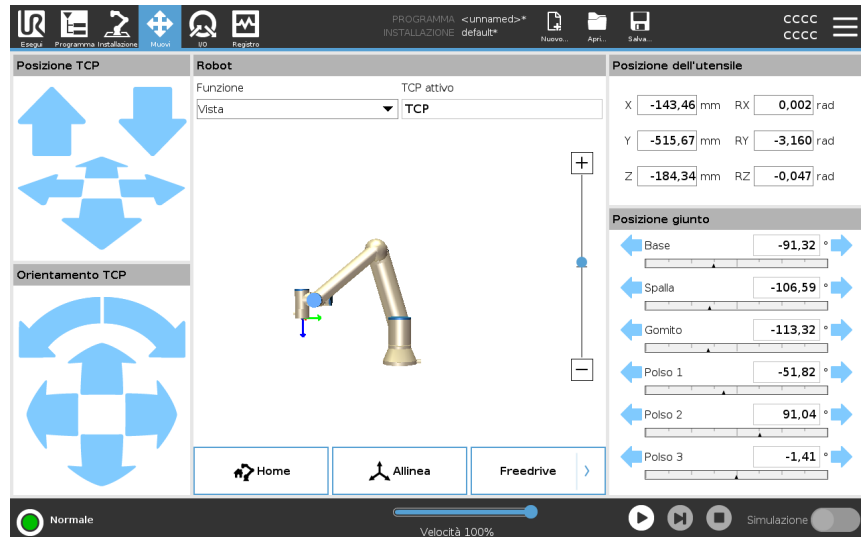 UR
PROGRAMMA <unnamed>*
INSTALLAZIONE default*
CCCC
CCCC
Esegui Programma Installazione Muovi I/O Registro Nuovo... Apri... Salva...
Posizione TCP
Robot
Funzione TCP attivo
Vista TCP
Posizione dell'utensile
X -143,46 mm RX 0,002 rad
Y -515,67 mm RY -3,160 rad
Z -184,34 mm RZ -0,047 rad
Posizione giunto
Base -91,32 °
Spalla -106,59 °
Gomito -113,32 °
Polso 1 -51,82 °
Polso 2 91,04 °
Polso 3 -1,41 °
Orientamento TCP
Home Allinea Freedrive
Normale
Velocità 100%
Simulazione